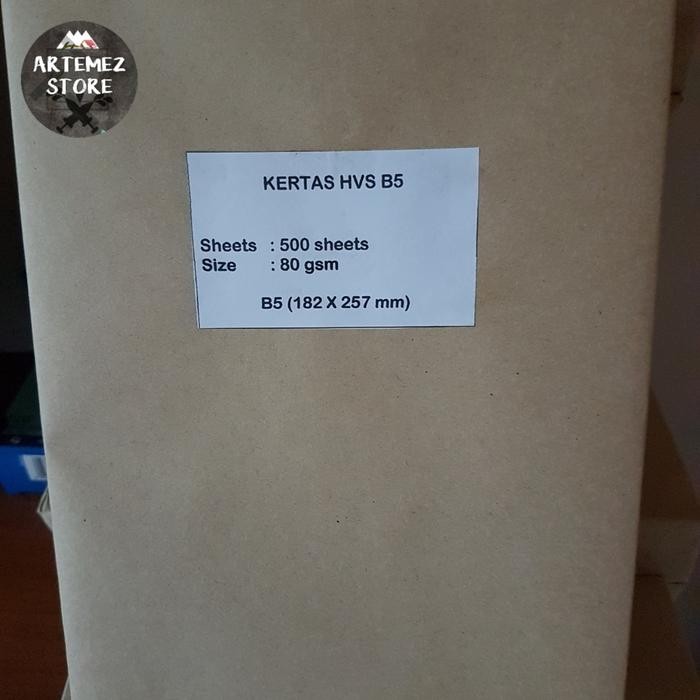 ARTEMEZ
STORE
KERTAS HVS B5
Sheets : 500 sheets
Size : 80 gsm
B5 (182 X 257 mm)